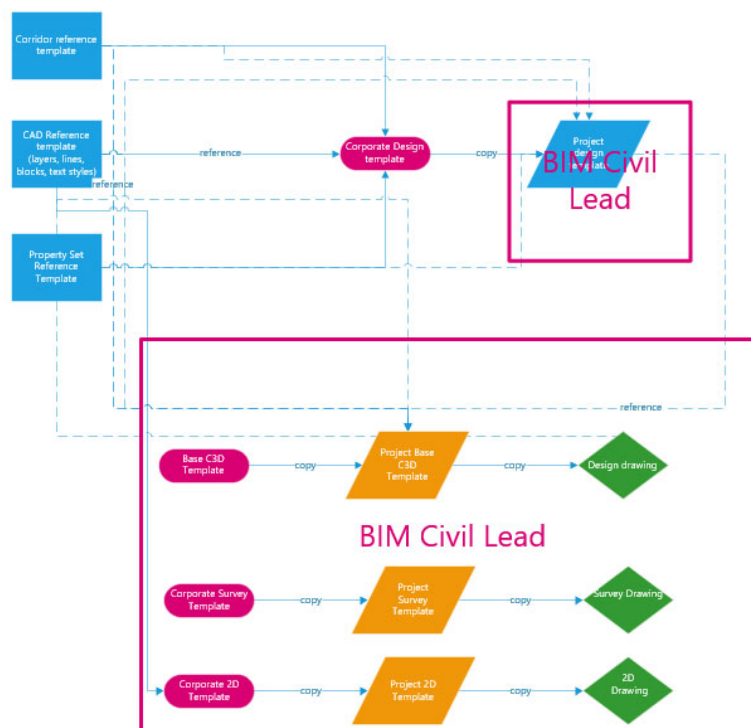 Corridor reference
template
CAD Reference
template
(layers, lines,
blocks, text styles)
reference
Corporate Design
template
copy
Project
design
template
BIM Civil
Lead
reference
Property Set
Reference
Template
reference
Base C3D
Template
copy
Project Base
C3D
Template
copy
Design drawing
BIM Civil Lead
Corporate Survey
Template
copy
Project
Survey
Template
copy
Survey Drawing
Corporate 2D
Template
copy
Project 2D
Template
copy
2D
Drawing